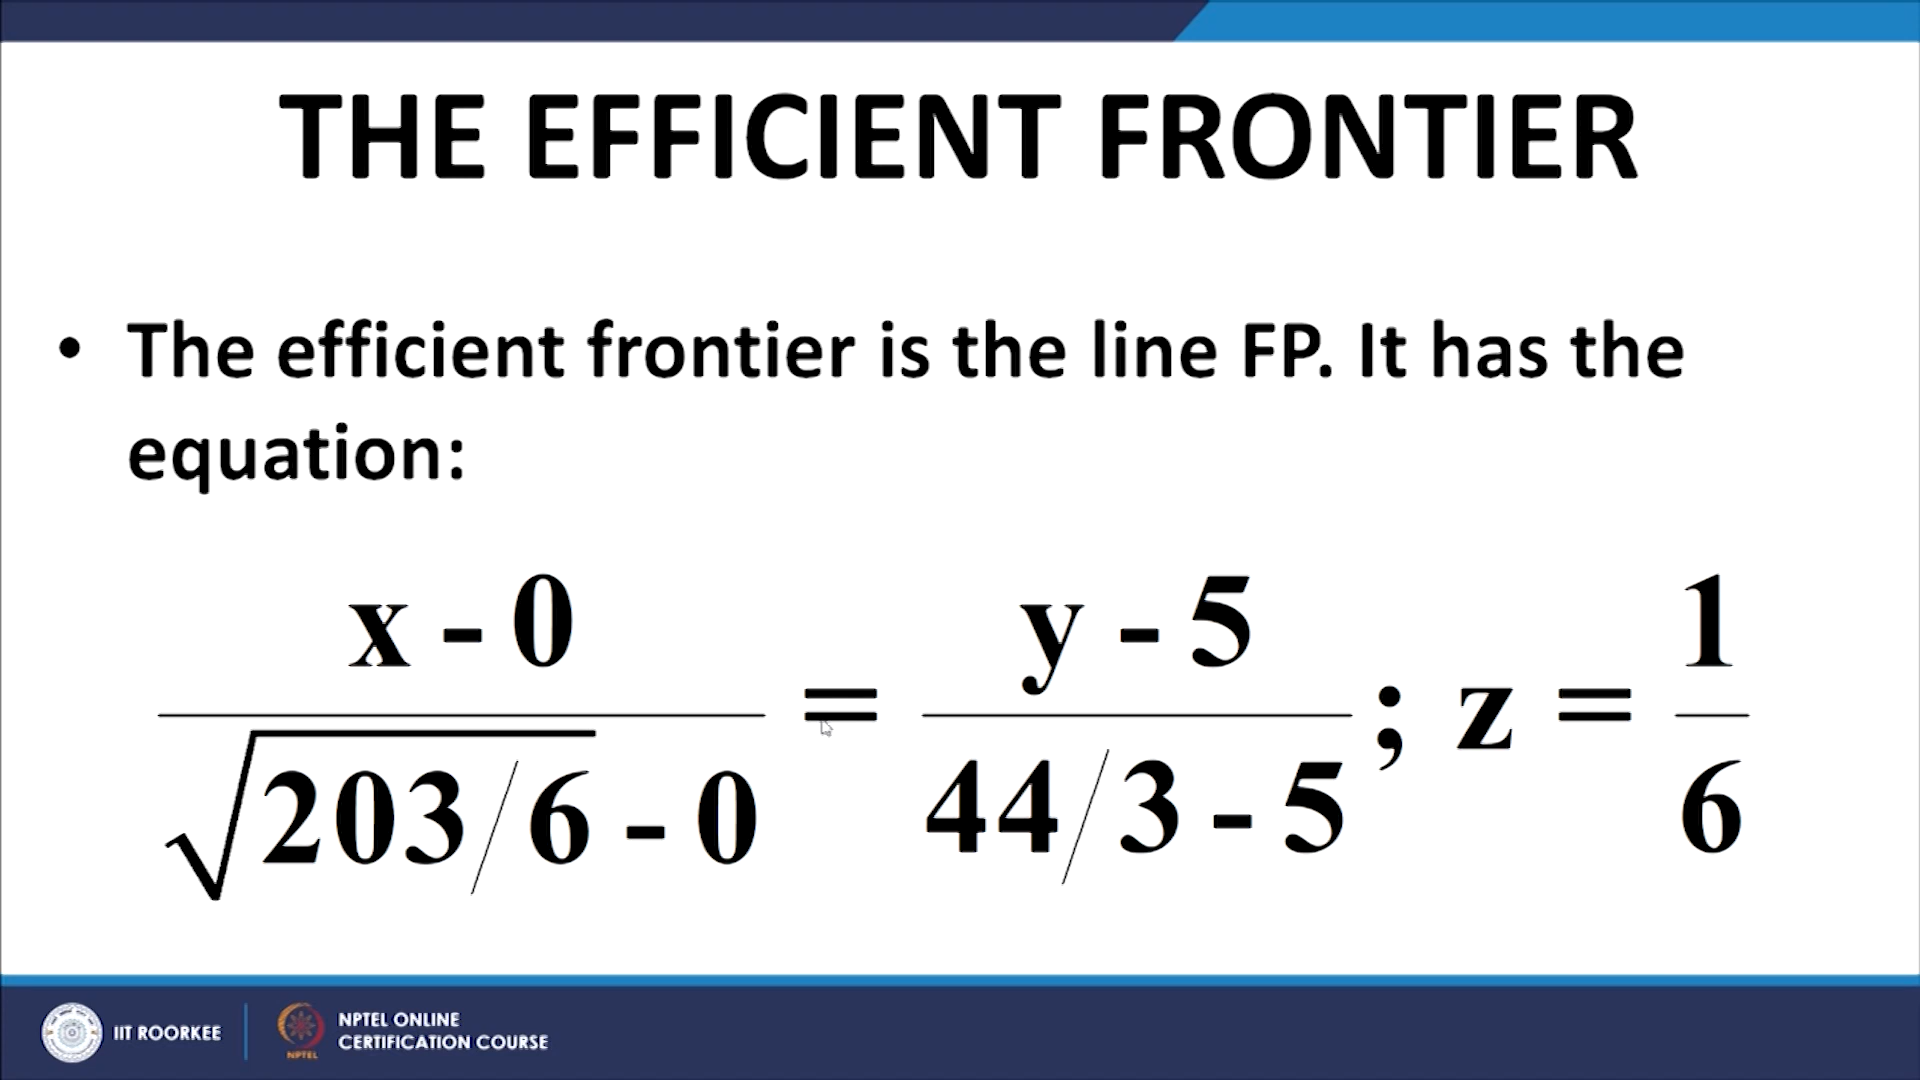 THE EFFICIENT FRONTIER
• The efficient frontier is the line FP. It has the
equation:
x - 0 / √203/6 - 0 = y - 5 / 44/3 - 5 ; z = 1/6
IIT ROORKEE
NPTEL
NPTEL ONLINE
CERTIFICATION COURSE